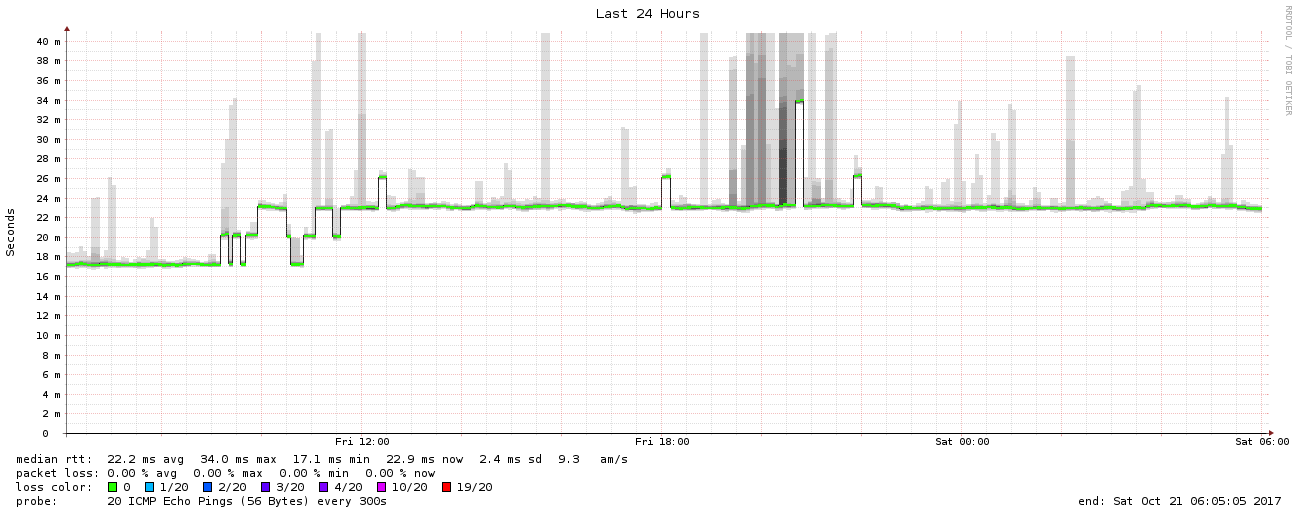 Last 24 Hours
RRDTOOL / TOBI OETIKER
Seconds
40 m
38 m
36 m
34 m
32 m
30 m
28 m
26 m
24 m
22 m
20 m
18 m
16 m
14 m
12 m
10 m
8 m
6 m
4 m
2 m
0
Fri 12:00 Fri 18:00 Sat 00:00 Sat 06:00
median rtt: 22.2 ms avg 34.0 ms max 17.1 ms min 22.9 ms now 2.4 ms sd 9.3 am/s
packet loss: 0.00 % avg 0.00 % max 0.00 % min 0.00 % now
loss color: 0 1/20 2/20 3/20 4/20 10/20 19/20
probe: 20 ICMP Echo Pings (56 Bytes) every 300s end: Sat Oct 21 06:05:05 2017